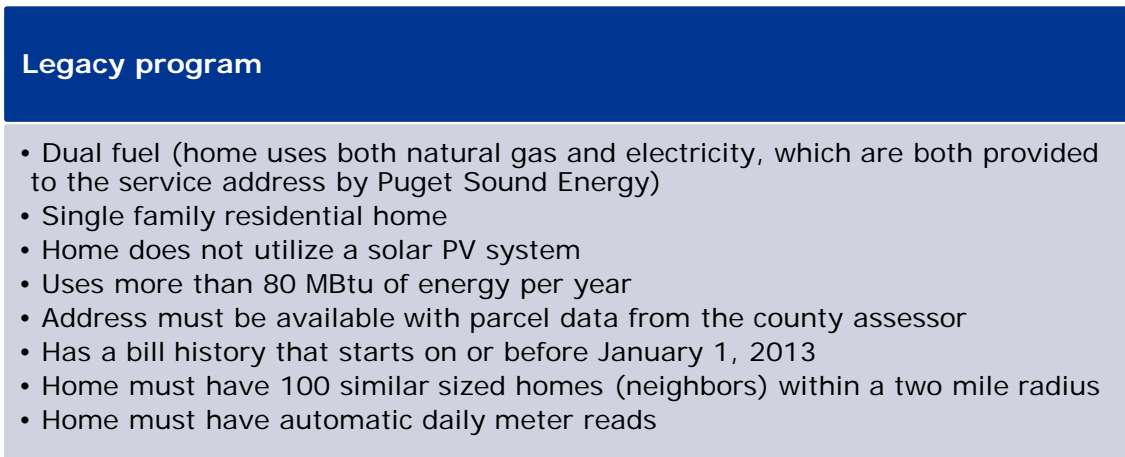 Legacy program
• Dual fuel (home uses both natural gas and electricity, which are both provided
to the service address by Puget Sound Energy)
• Single family residential home
• Home does not utilize a solar PV system
• Uses more than 80 MBtu of energy per year
• Address must be available with parcel data from the county assessor
• Has a bill history that starts on or before January 1, 2013
• Home must have 100 similar sized homes (neighbors) within a two mile radius
• Home must have automatic daily meter reads